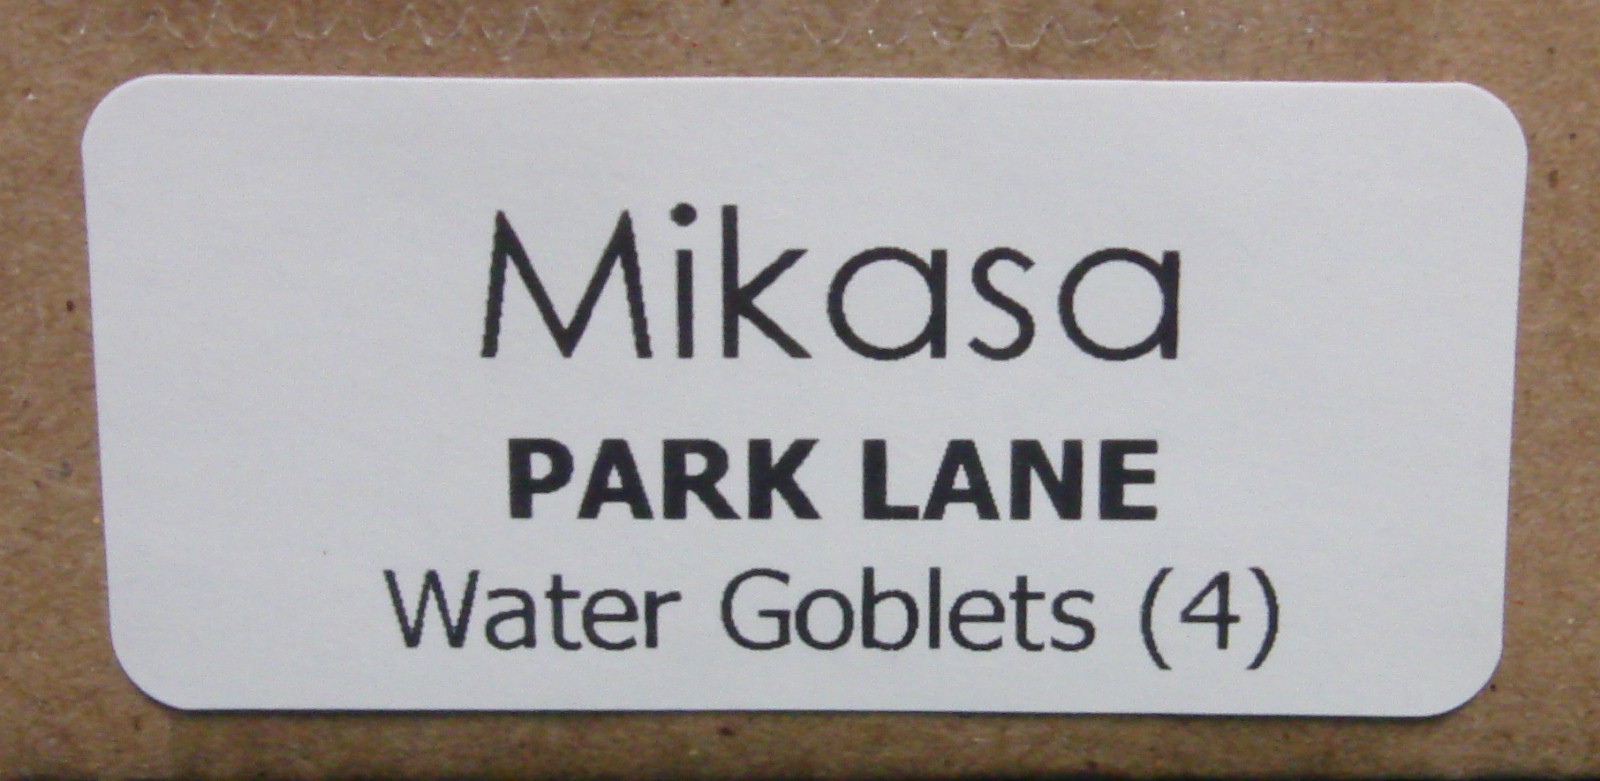 Mikasa
PARK LANE
Water Goblets (4)